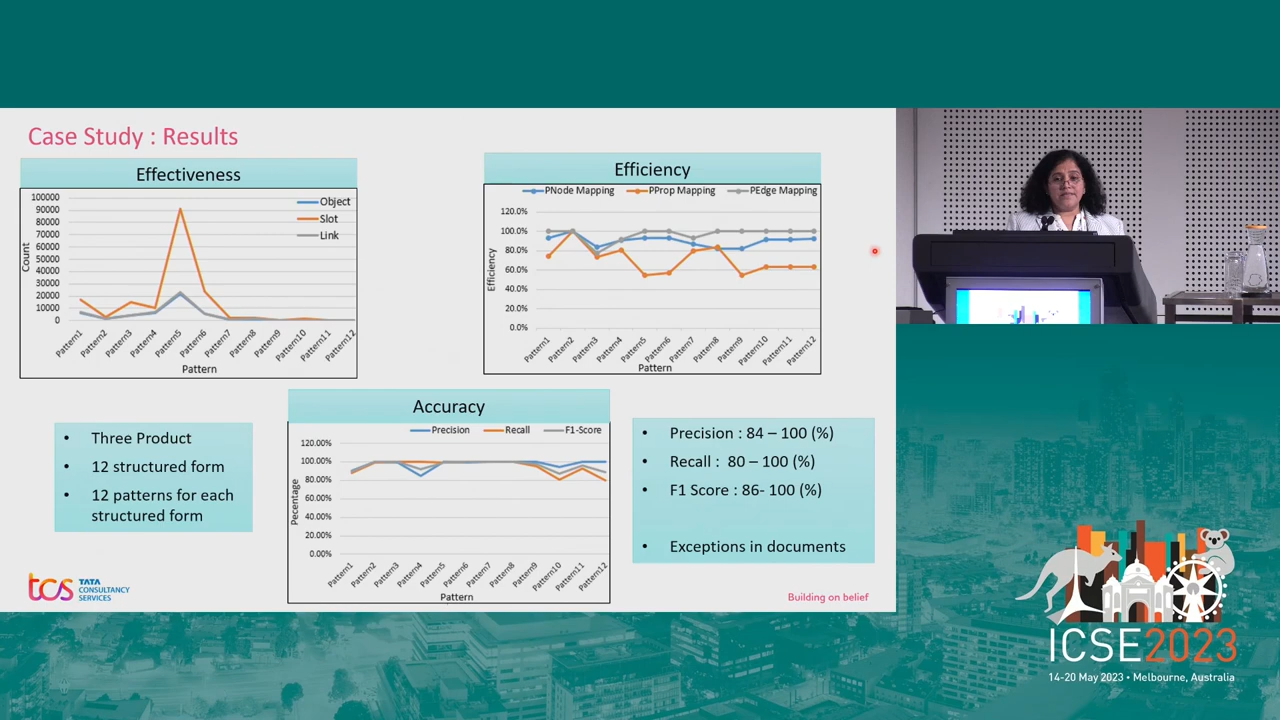 Case Study : Results
Effectiveness
100000
90000
80000
70000
60000
50000
40000
30000
20000
10000
0
Count
Object
Slot
Link
Pattern1
Pattern2
Pattern3
Pattern4
Pattern5
Pattern6
Pattern7
Pattern8
Pattern9
Pattern10
Pattern11
Pattern12
Pattern
Efficiency
PNode Mapping
PProp Mapping
PEdge Mapping
120.0%
100.0%
80.0%
60.0%
40.0%
20.0%
0.0%
Efficiency
Pattern1
Pattern2
Pattern3
Pattern4
Pattern5
Pattern6
Pattern7
Pattern8
Pattern9
Pattern10
Pattern11
Pattern12
Pattern
• Three Product
• 12 structured form
• 12 patterns for each
structured form
Accuracy
Precision
Recall
F1-Score
120.00%
100.00%
80.00%
60.00%
40.00%
20.00%
0.00%
Pecentage
Pattern1
Pattern2
Pattern3
Pattern4
Pattern5
Pattern6
Pattern7
Pattern8
Pattern9
Pattern10
Pattern11
Pattern12
Pattern
• Precision : 84 – 100 (%)
• Recall : 80 – 100 (%)
• F1 Score : 86- 100 (%)
• Exceptions in documents
tcs
TATA
CONSULTANCY
SERVICES
Building on belief
ICSE2023
14-20 May 2023 • Melbourne, Australia